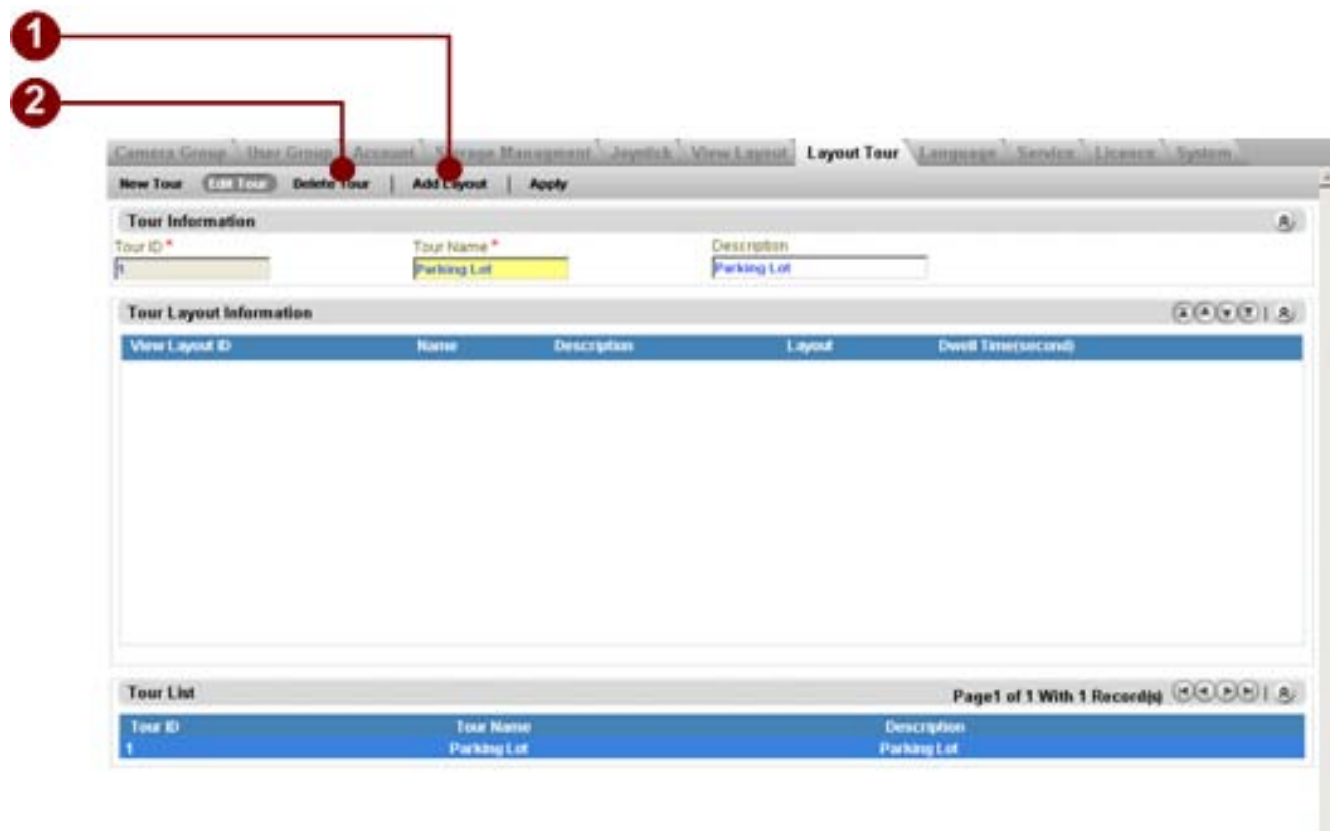 1
2
Camera Group User Group Account Storage Managment Joystick View Layout Layout Tour Language Service Licence System
New Tour Edit Tour Delete Tour | Add Layout | Apply
Tour Information
Tour ID * Tour Name * Description
1 Parking Lot Parking Lot
Tour Layout Information
View Layout ID Name Description Layout Dwell Time(second)
Tour List Page1 of 1 With 1 Record(s)
Tour ID Tour Name Description
1 Parking Lot Parking Lot